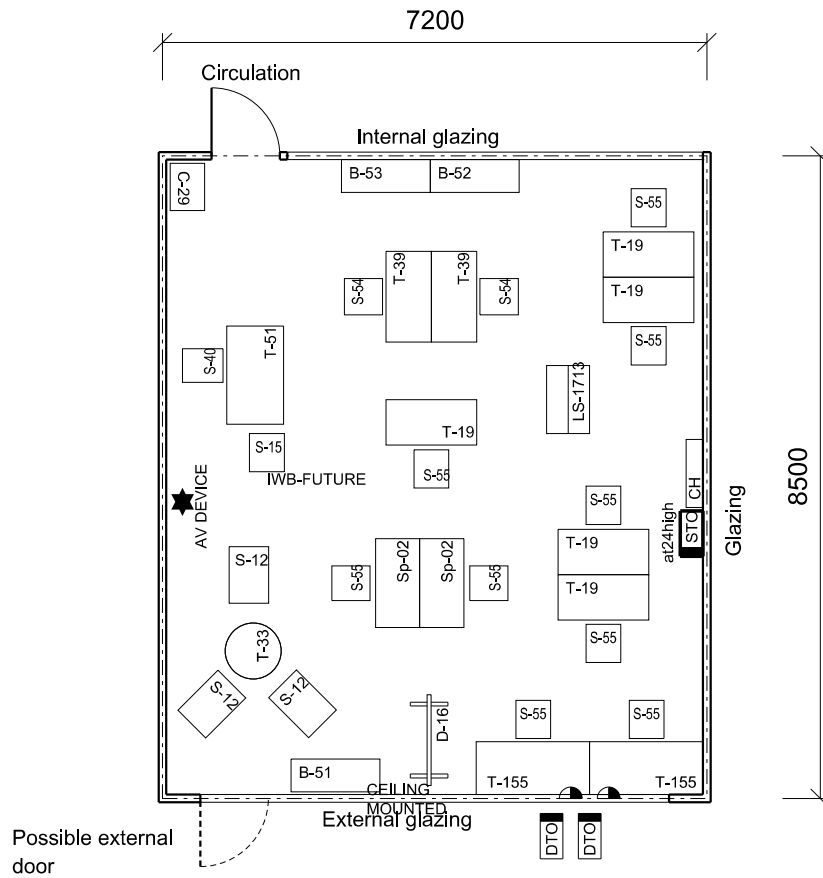 7200
Circulation
Internal glazing
C-29
B-53
B-52
S-55
T-19
T-19
S-55
T-39
T-39
S-54
S-54
T-51
S-40
LS-1713
T-19
S-15
S-55
IWB-FUTURE
AV DEVICE
CH
STO
at24high
Glazing
8500
S-55
T-19
T-19
S-55
S-12
Sp-02
Sp-02
S-55
S-55
T-33
S-12
S-12
D-16
S-55
S-55
B-51
T-155
T-155
CEILING
MOUNTED
External glazing
DTO
DTO
Possible external
door